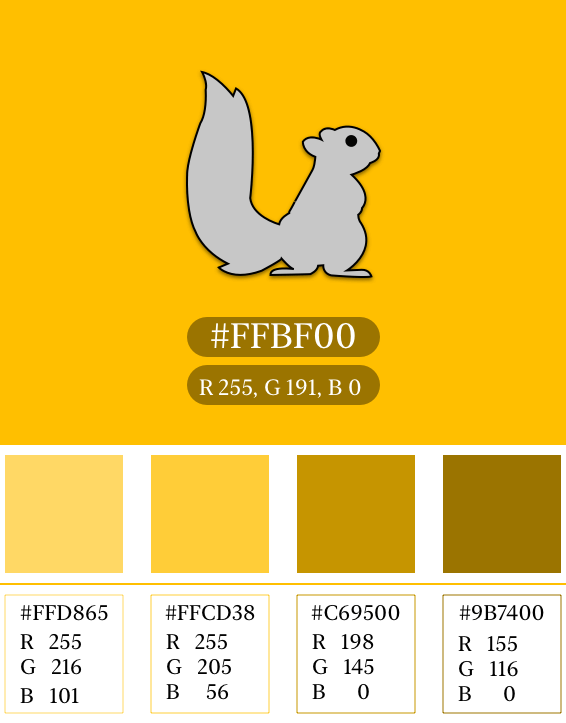 #FFBF00
R 255, G 191, B 0
#FFD865 #FFCD38 #C69500 #9B7400
R 255 R 255 R 198 R 155
G 216 G 205 G 145 G 116
B 101 B 56 B 0 B 0